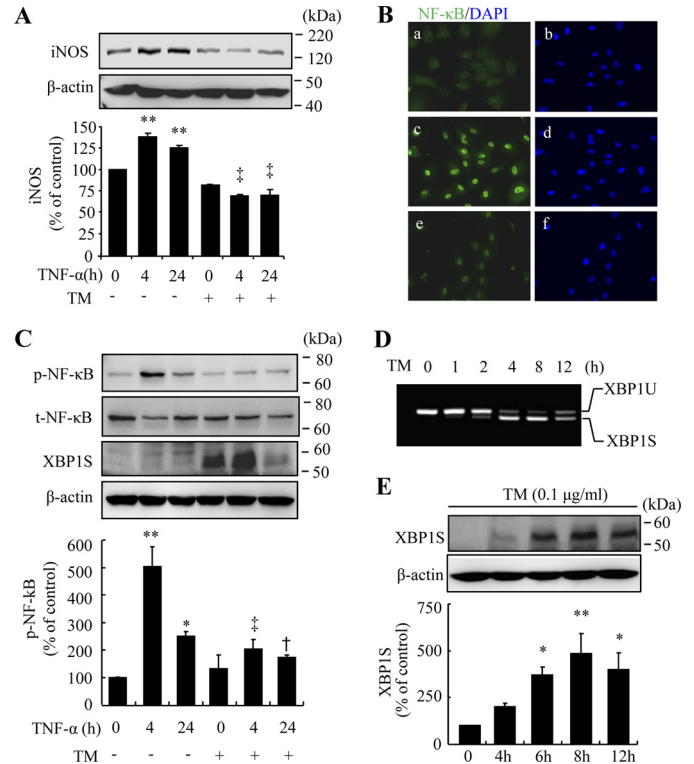 A
(kDa)
iNOS
220
120
β-actin
50
40
iNOS
(% of control)
150
125
100
75
50
25
0
** ** ‡ ‡
TNF-α(h) 0 4 24 0 4 24
TM - - - + + +
B
NF-κB/DAPI
a b
c d
e f
C
(kDa)
p-NF-κB
80
60
t-NF-κB
80
60
XBP1S
60
50
β-actin
p-NF-kB
(% of control)
600
500
400
300
200
100
0
** * ‡ †
TNF-α (h) 0 4 24 0 4 24
TM - - - + + +
D
TM 0 1 2 4 8 12 (h)
XBP1U
XBP1S
E
TM (0.1 μg/ml)
(kDa)
XBP1S
60
50
β-actin
XBP1S
(% of control)
750
500
250
0
* ** *
0 4h 6h 8h 12h